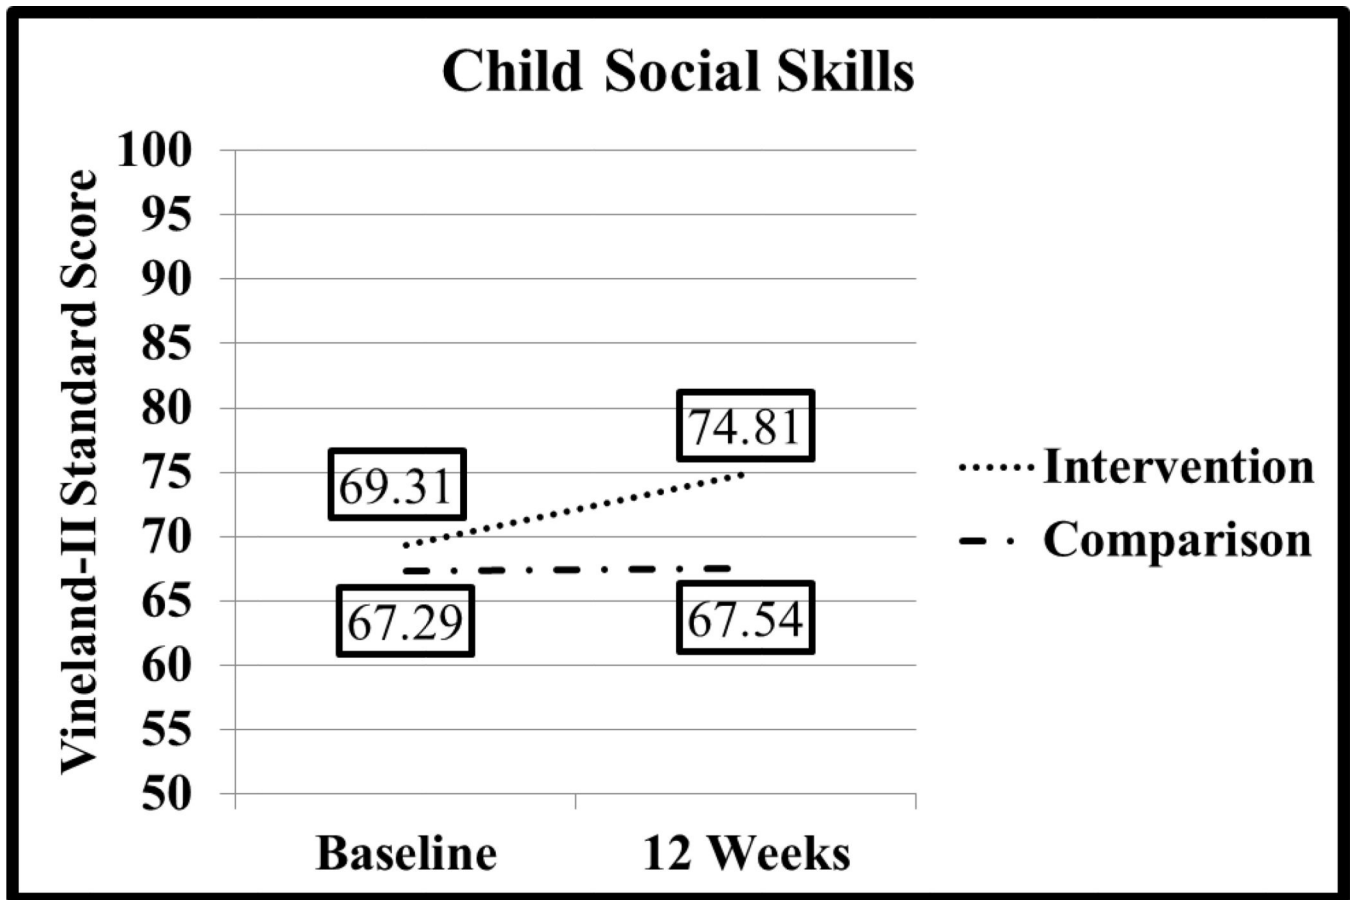 Child Social Skills
Vineland-II Standard Score
100
95
90
85
80
75
70
65
60
55
50
69.31
74.81
67.29
67.54
Baseline
12 Weeks
Intervention
Comparison